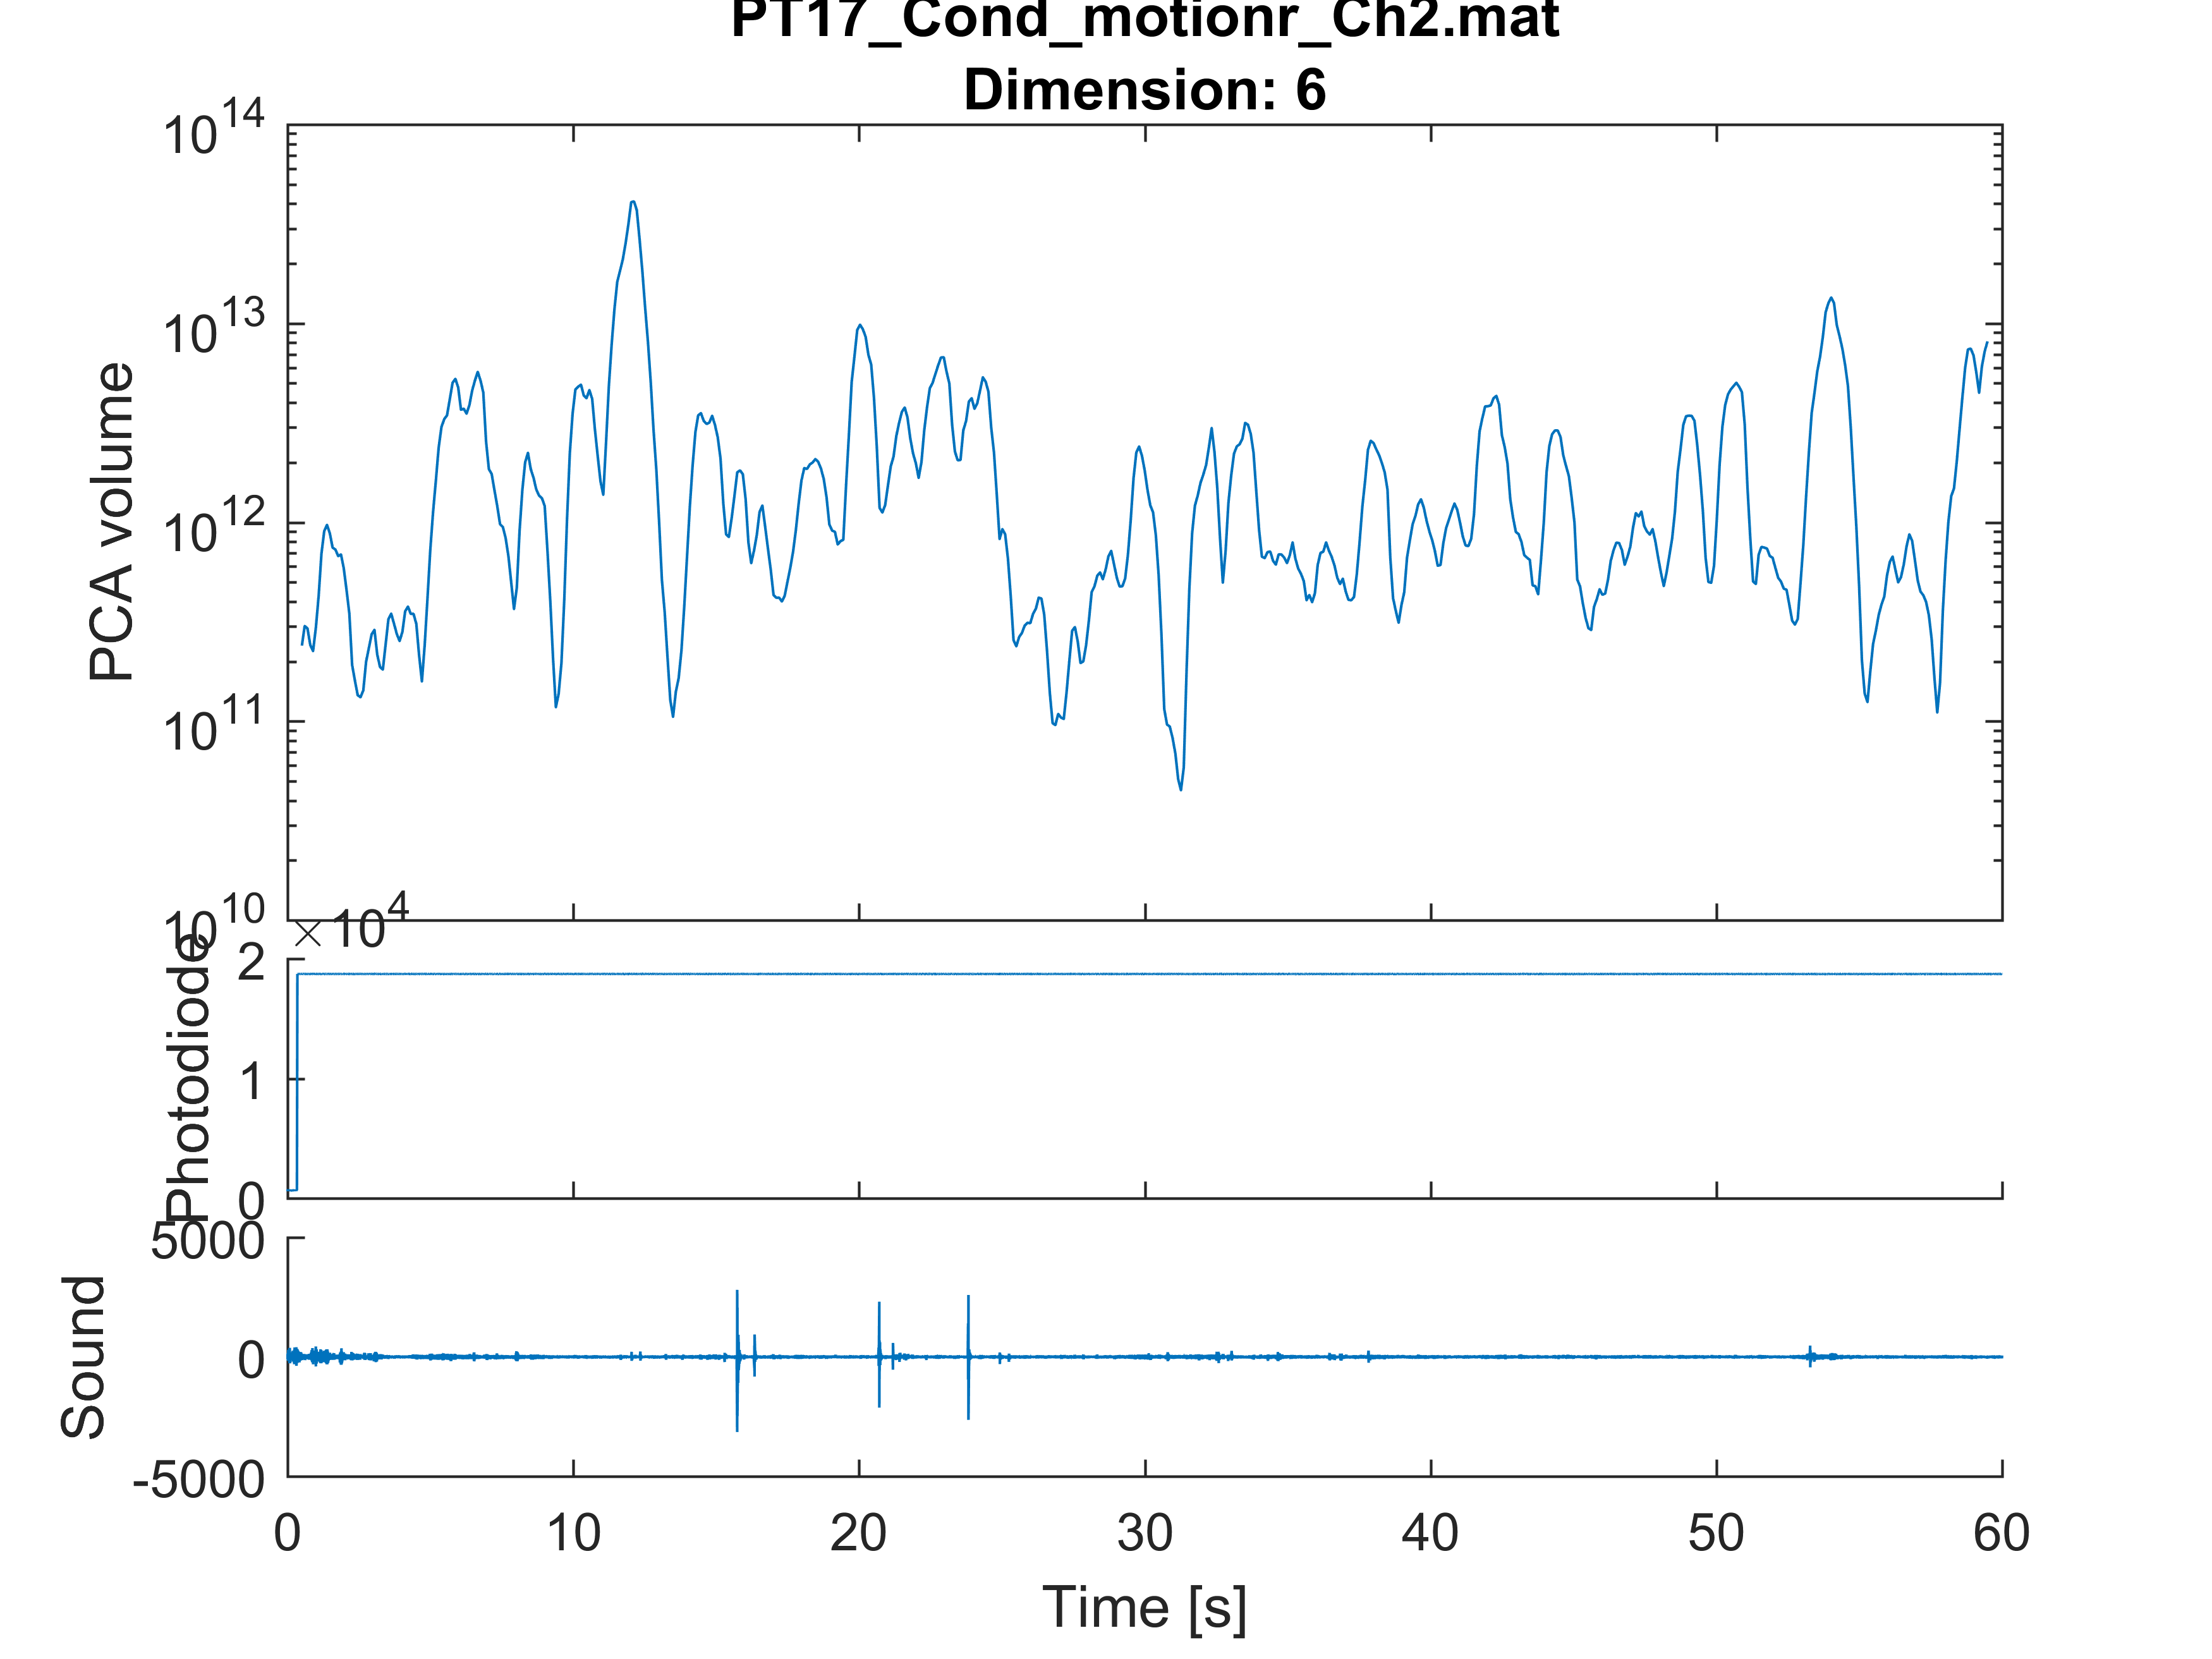 PT17_Cond_motionr_Ch2.mat
Dimension: 6
PCA volume
10^14
10^13
10^12
10^11
10^10
× 10^4
Photodiode
2
1
0
Sound
5000
0
-5000
0 10 20 30 40 50 60
Time [s]